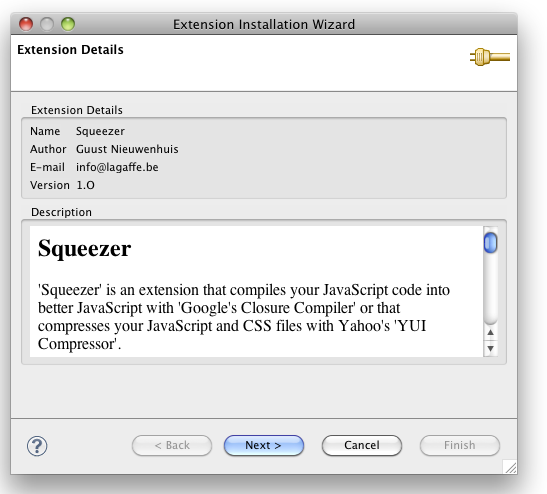 Extension Installation Wizard
Extension Details
Extension Details
Name Squeezer
Author Guust Nieuwenhuis
E-mail info@lagaffe.be
Version 1.O
Description
Squeezer
'Squeezer' is an extension that compiles your JavaScript code into
better JavaScript with 'Google's Closure Compiler' or that
compresses your JavaScript and CSS files with Yahoo's 'YUI
Compressor'.
? < Back Next > Cancel Finish